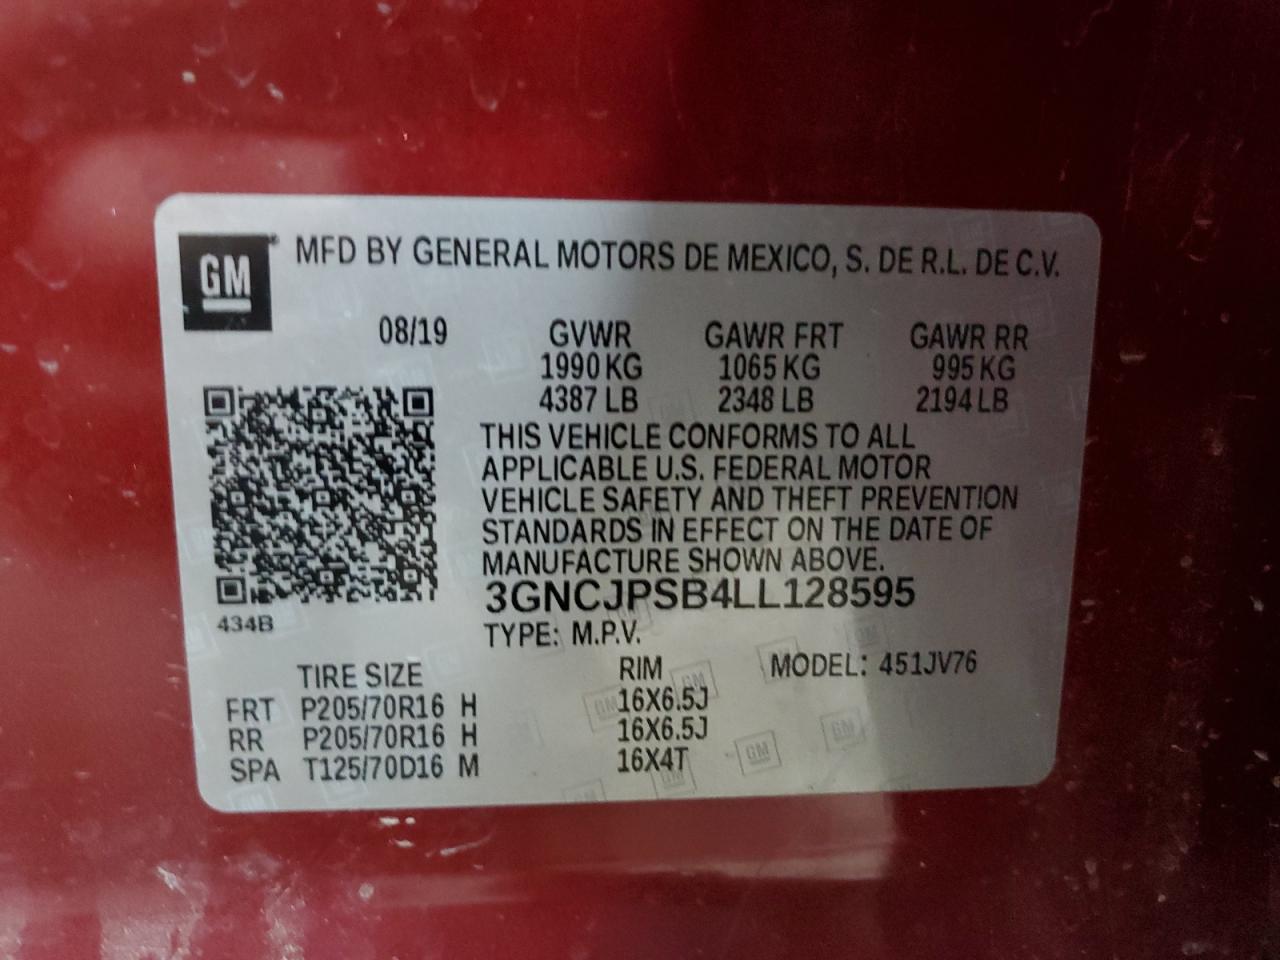 GM MFD BY GENERAL MOTORS DE MEXICO, S. DE R.L. DE C.V.
08/19 GVWR GAWR FRT GAWR RR
1990 KG 1065 KG 995 KG
4387 LB 2348 LB 2194 LB
THIS VEHICLE CONFORMS TO ALL
APPLICABLE U.S. FEDERAL MOTOR
VEHICLE SAFETY AND THEFT PREVENTION
STANDARDS IN EFFECT ON THE DATE OF
MANUFACTURE SHOWN ABOVE.
3GNCJPSB4LL128595
434B
TYPE: M.P.V.
TIRE SIZE RIM MODEL: 451JV76
FRT P205/70R16 H 16X6.5J
RR P205/70R16 H 16X6.5J
SPA T125/70D16 M 16X4T